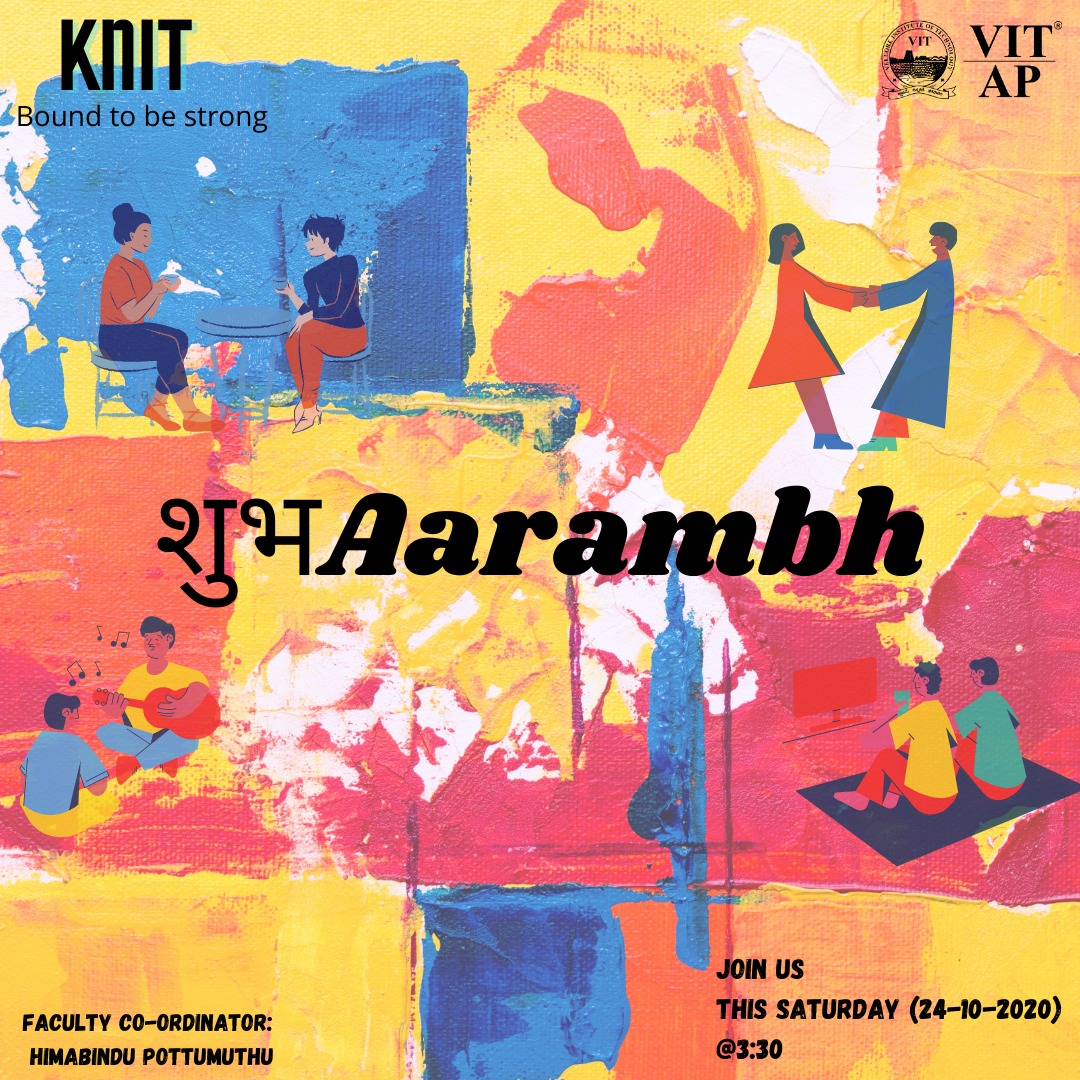 KNIT
Bound to be strong
VIT
VIT®
AP
शुभAarambh
JOIN US
THIS SATURDAY (24-10-2020)
@3:30
FACULTY CO-ORDINATOR:
HIMABINDU POTTUMUTHU